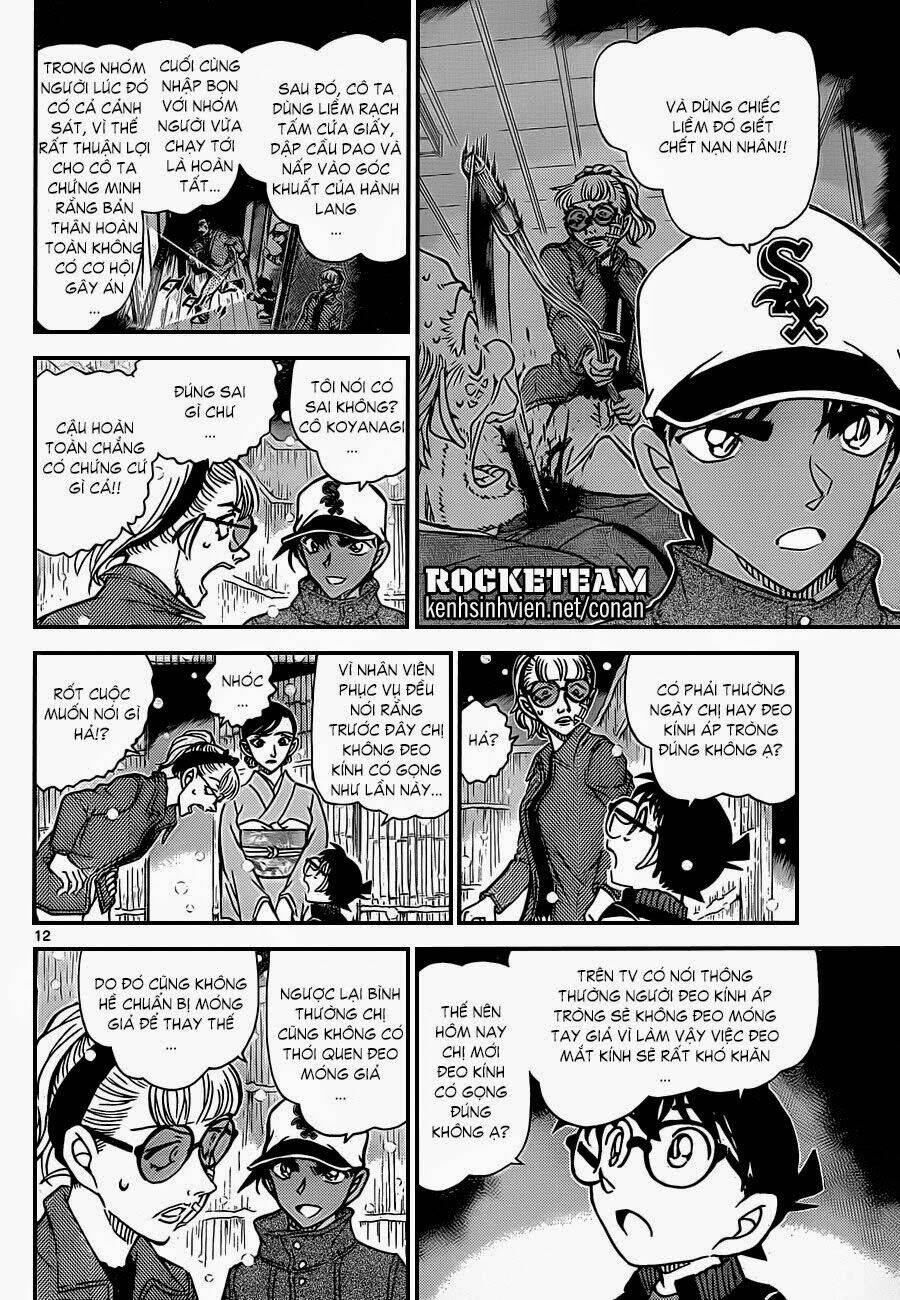 VÀ DÙNG CHIẾC
LIỀM ĐÓ GIẾT
CHẾT NẠN NHÂN!!
SAU ĐÓ, CÔ TA
DÙNG LIỀM RẠCH
TẤM CỬA GIẤY,
DẬP CẦU DAO VÀ
NẤP VÀO GÓC
KHUẤT CỦA HÀNH
LANG
...
CUỐI CÙNG
NHẬP BỌN
VỚI NHÓM
NGƯỜI VỪA
CHẠY TỚI
LÀ HOÀN
TẤT...
TRONG NHÓM
NGƯỜI LÚC ĐÓ
CÓ CẢ CẢNH
SÁT, VÌ THẾ
RẤT THUẬN LỢI
CHO CÔ TA
CHỨNG MINH
RẰNG BẢN
THÂN HOÀN
TOÀN KHÔNG
CÓ CƠ HỘI
GÂY ÁN
...
SOX
SOX
TÔI NÓI CÓ
SAI KHÔNG?
CÔ KOYANAGI
...
ĐÚNG SAI
GÌ CHỨ
...
CẬU HOÀN
TOÀN CHẲNG
CÓ CHỨNG CỨ
GÌ CẢ!!
ROCKETEAM
kenhsinhvien.net/conan
CÓ PHẢI THƯỜNG
NGÀY CHỊ HAY ĐEO
KÍNH ÁP TRÒNG
ĐÚNG KHÔNG Ạ?
HẢ?
VÌ NHÂN VIÊN
PHỤC VỤ ĐỀU
NÓI RẰNG
TRƯỚC ĐÂY CHỊ
KHÔNG ĐEO
KÍNH CÓ GỌNG
NHƯ LẦN NÀY...
NHÓC
...
RỐT CUỘC
MUỐN NÓI GÌ
HẢ!?
12
TRÊN TV CÓ NÓI THÔNG
THƯỜNG NGƯỜI ĐEO KÍNH ÁP
TRÒNG SẼ KHÔNG ĐEO MÓNG
TAY GIẢ VÌ LÀM VẬY VIỆC ĐEO
MẮT KÍNH SẼ RẤT KHÓ KHĂN
...
THẾ NÊN
HÔM NAY
CHỊ MỚI
ĐEO KÍNH
CÓ GỌNG
ĐÚNG
KHÔNG Ạ?
NGƯỢC LẠI BÌNH
THƯỜNG CHỊ
CŨNG KHÔNG CÓ
THÓI QUEN ĐEO
MÓNG GIẢ
...
DO ĐÓ CŨNG KHÔNG
HỀ CHUẨN BỊ MÓNG
GIẢ ĐỂ THAY THẾ
...